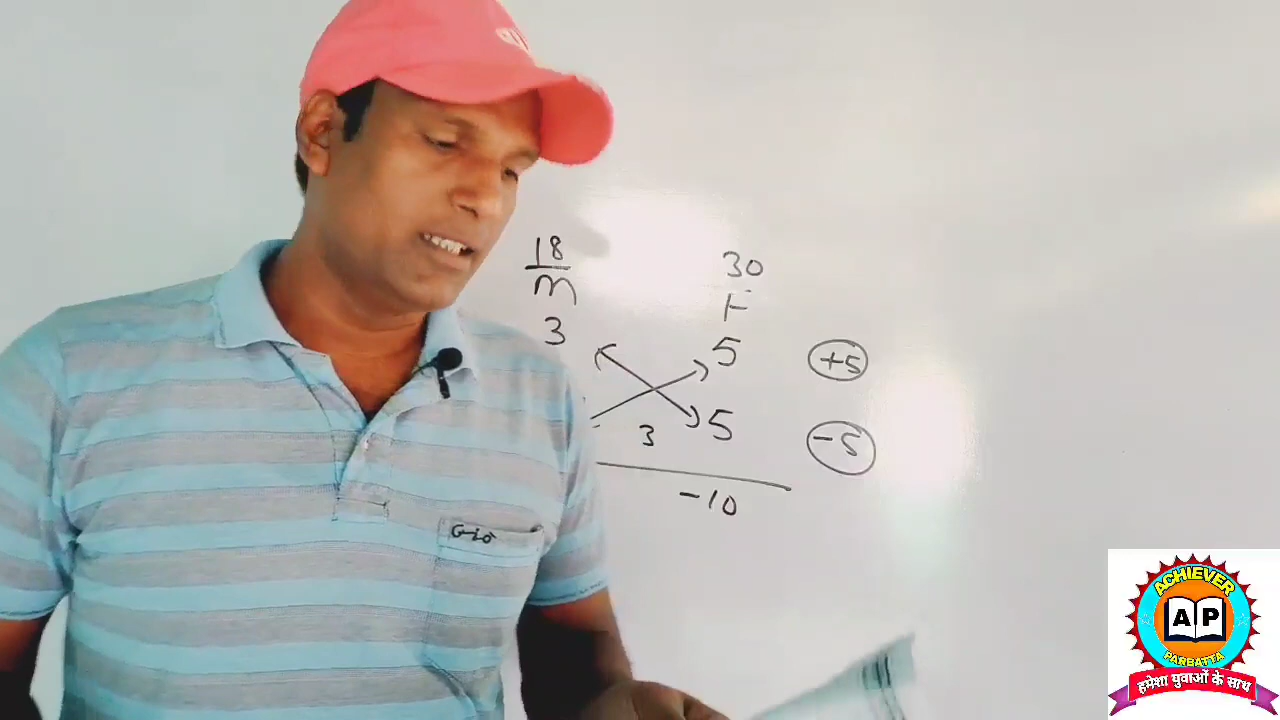 18 30
m F
3 5 +5
3 5 -5
-10
Gio
ACHIEVER
AP
PARBATTA
हमेशा युवाओं के साथ